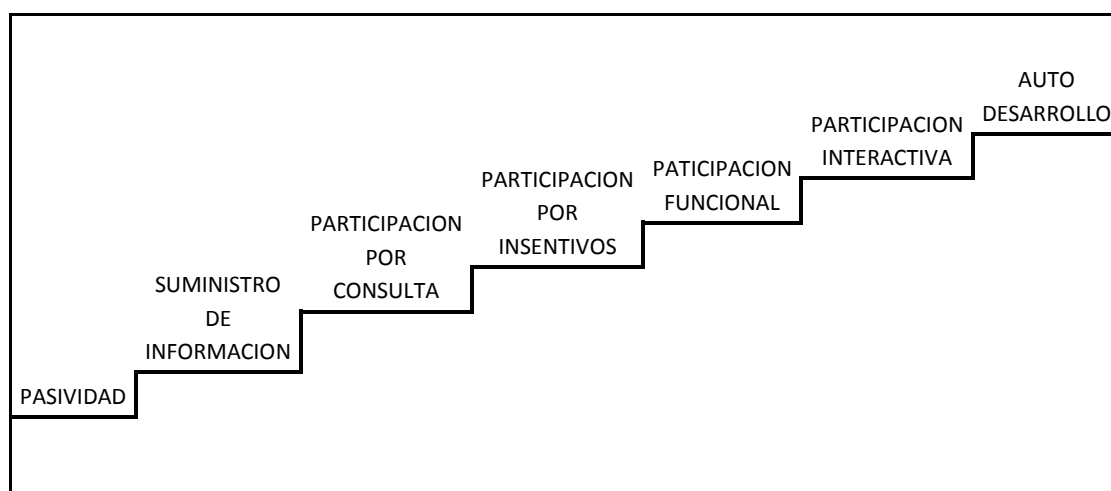 PASIVIDAD
SUMINISTRO
DE
INFORMACION
PARTICIPACION
POR
CONSULTA
PARTICIPACION
POR
INSENTIVOS
PATICIPACION
FUNCIONAL
PARTICIPACION
INTERACTIVA
AUTO
DESARROLLO